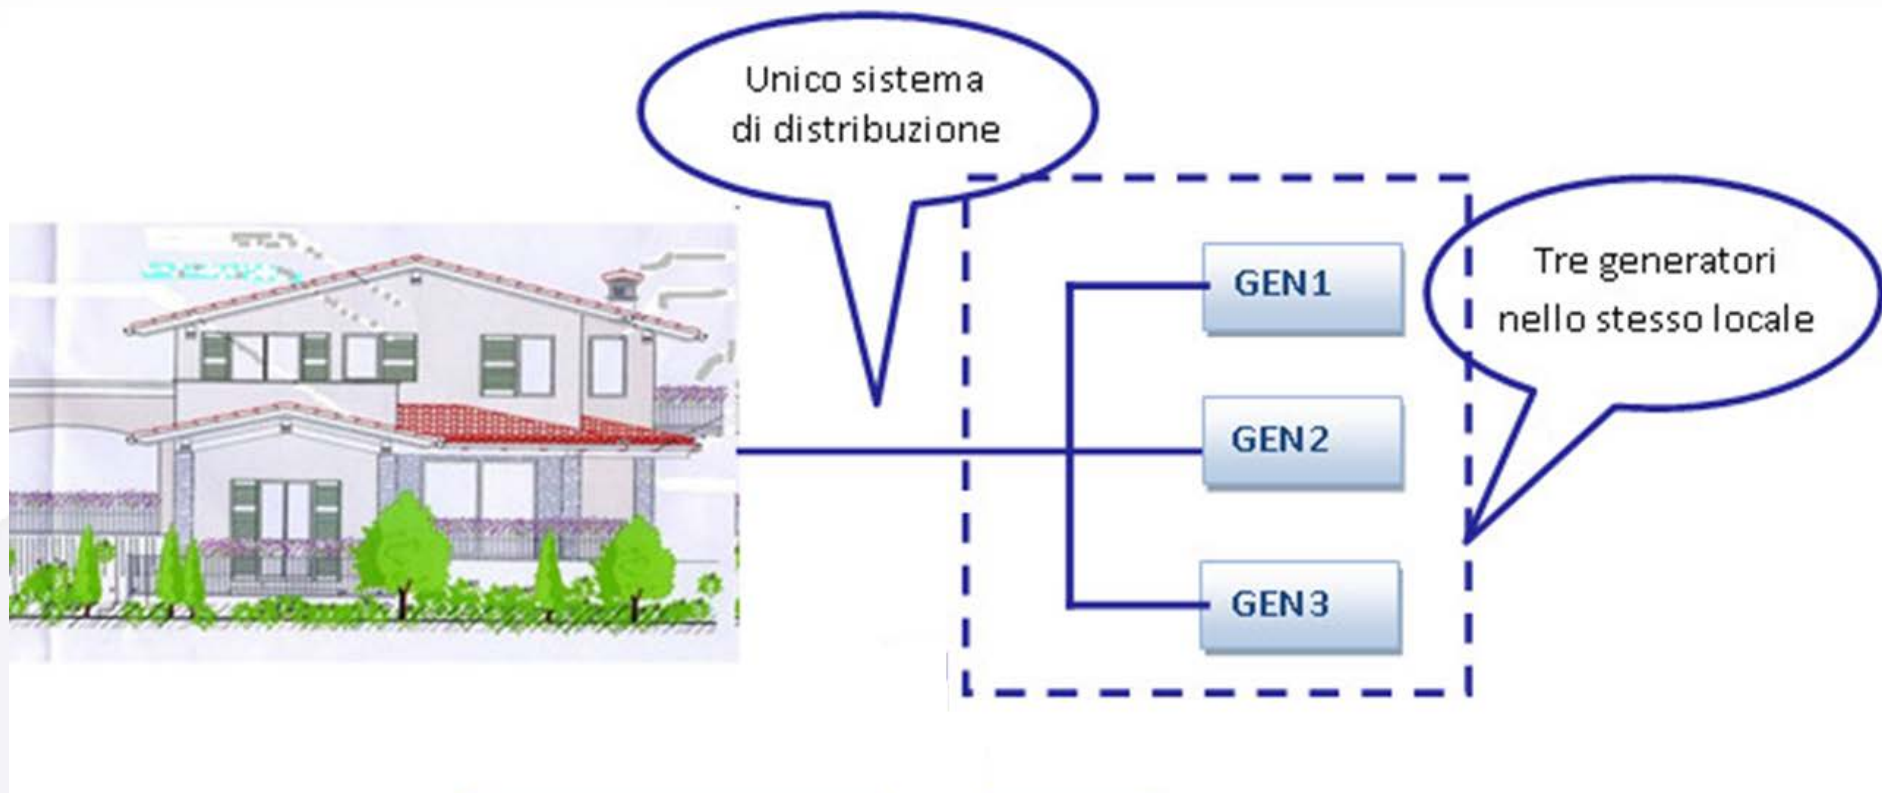 Unico sistema
di distribuzione
Tre generatori
nello stesso locale
GEN1
GEN2
GEN3